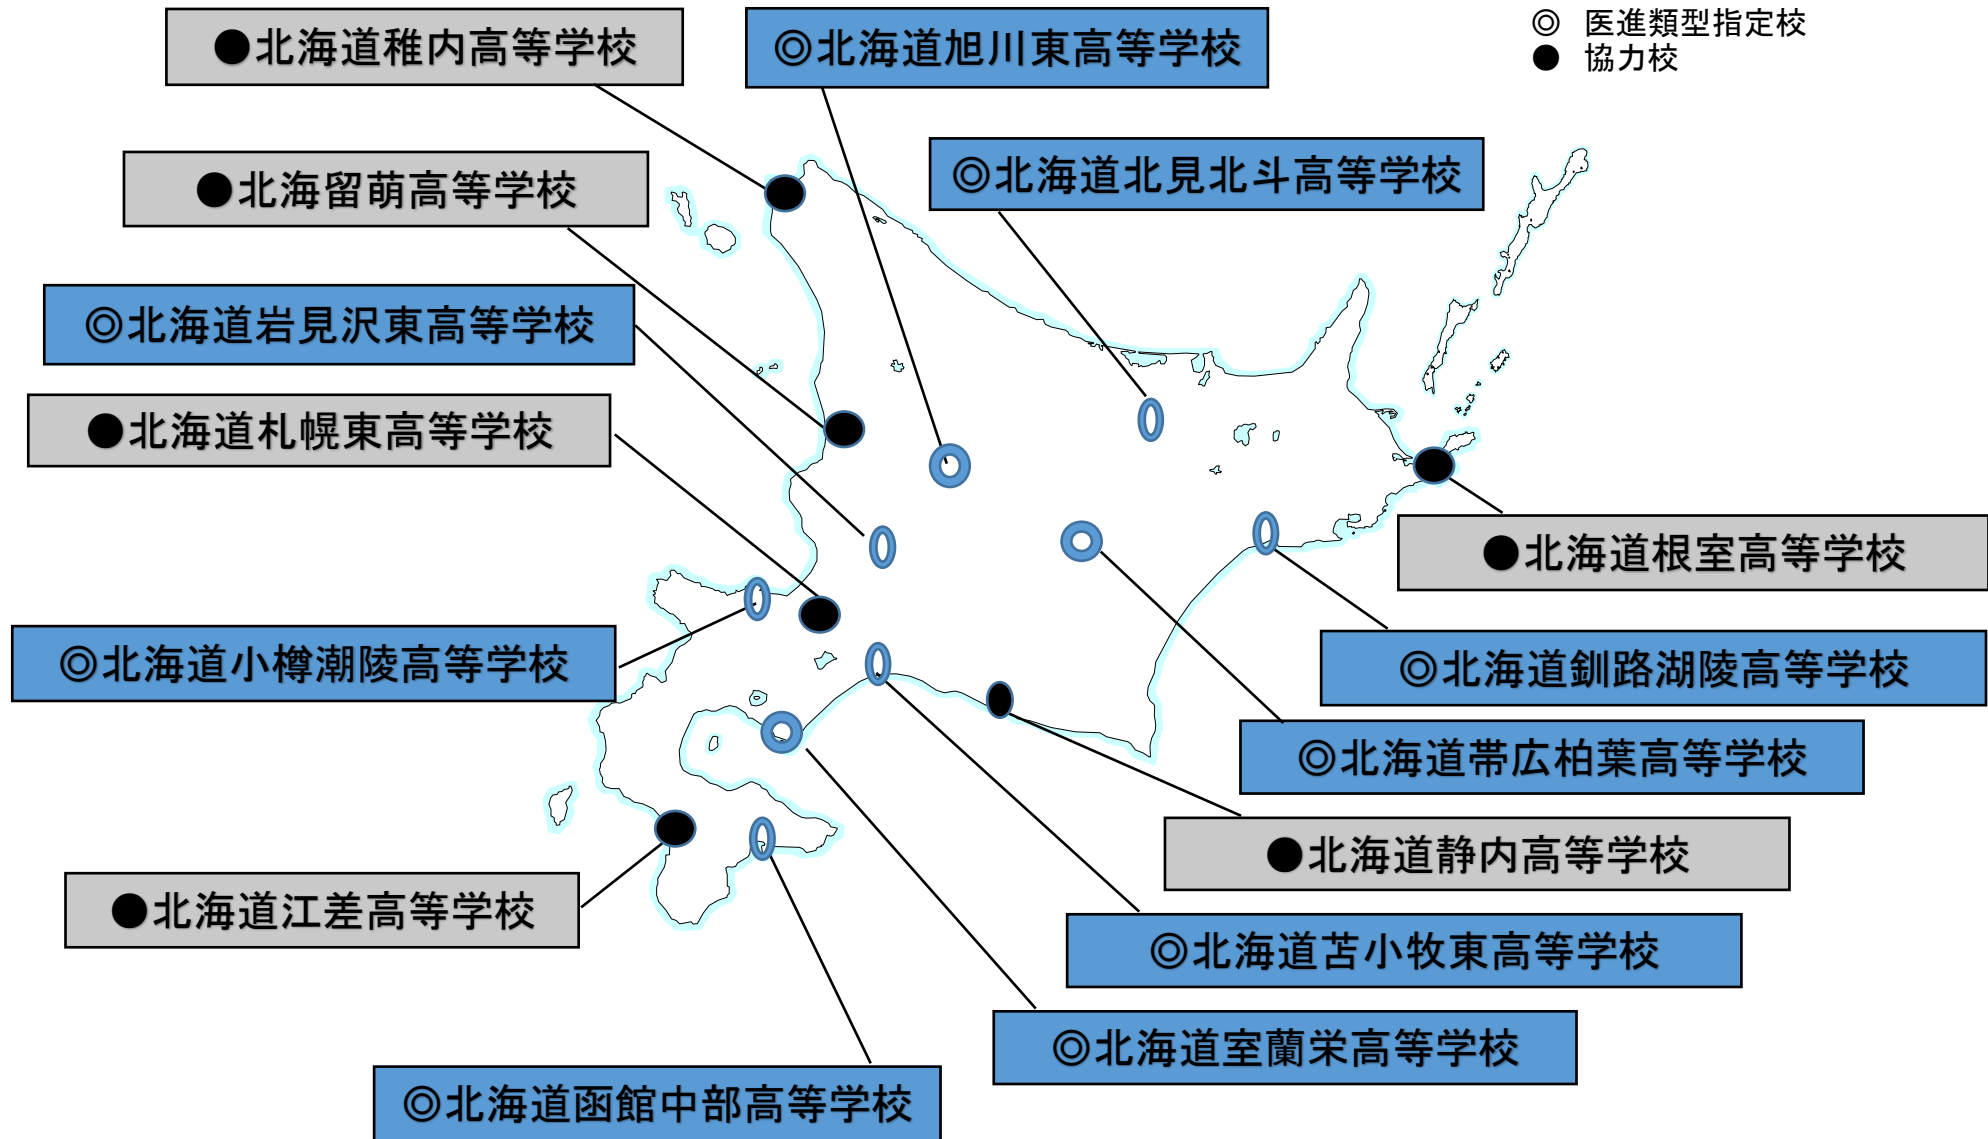 ◎ 医進類型指定校
● 協力校
●北海道稚内高等学校
◎北海道旭川東高等学校
◎北海道北見北斗高等学校
●北海留萌高等学校
◎北海道岩見沢東高等学校
●北海道札幌東高等学校
●北海道根室高等学校
◎北海道小樽潮陵高等学校
◎北海道釧路湖陵高等学校
◎北海道帯広柏葉高等学校
●北海道静内高等学校
●北海道江差高等学校
◎北海道苫小牧東高等学校
◎北海道室蘭栄高等学校
◎北海道函館中部高等学校